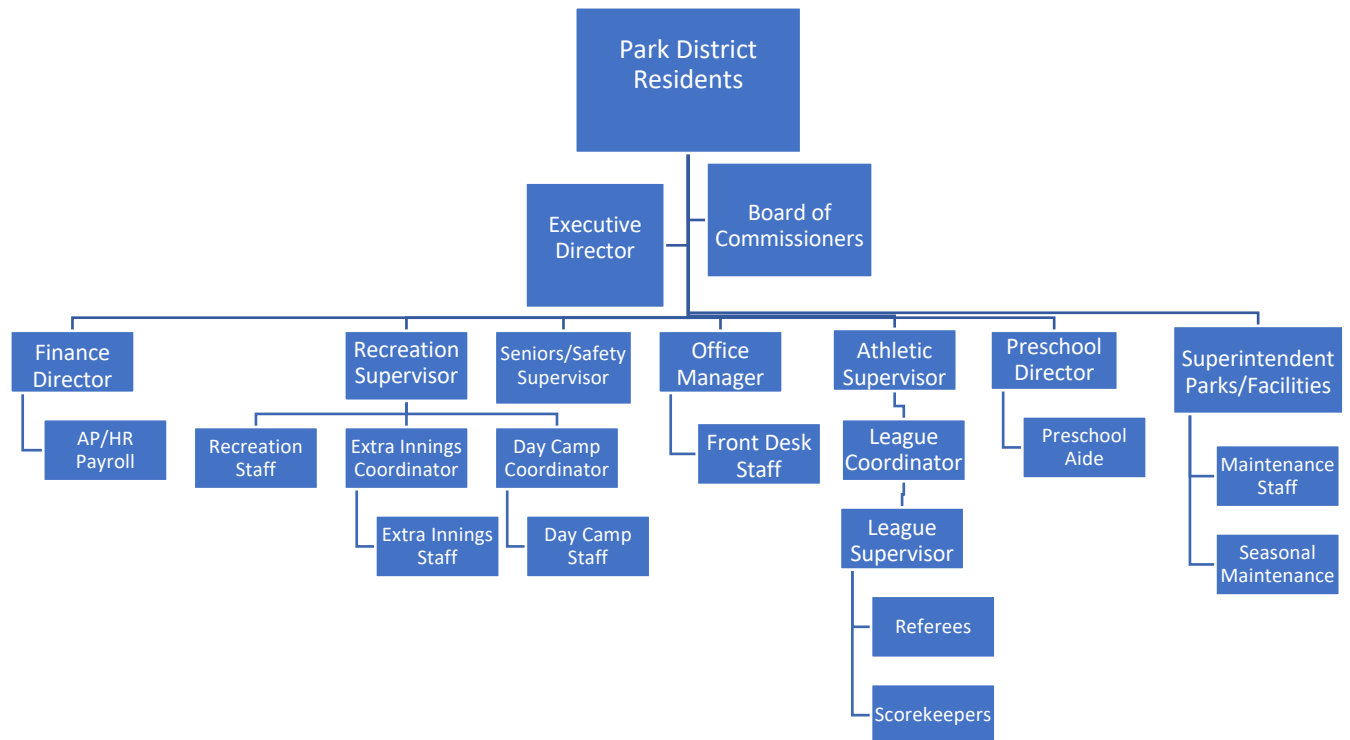 Park District
Residents
Executive
Director
Board of
Commissioners
Finance
Director
Recreation
Supervisor
Seniors/Safety
Supervisor
Office
Manager
Athletic
Supervisor
Preschool
Director
Superintendent
Parks/Facilities
AP/HR
Payroll
Recreation
Staff
Extra Innings
Coordinator
Day Camp
Coordinator
Front Desk
Staff
League
Coordinator
Preschool
Aide
Maintenance
Staff
Extra Innings
Staff
Day Camp
Staff
League
Supervisor
Seasonal
Maintenance
Referees
Scorekeepers